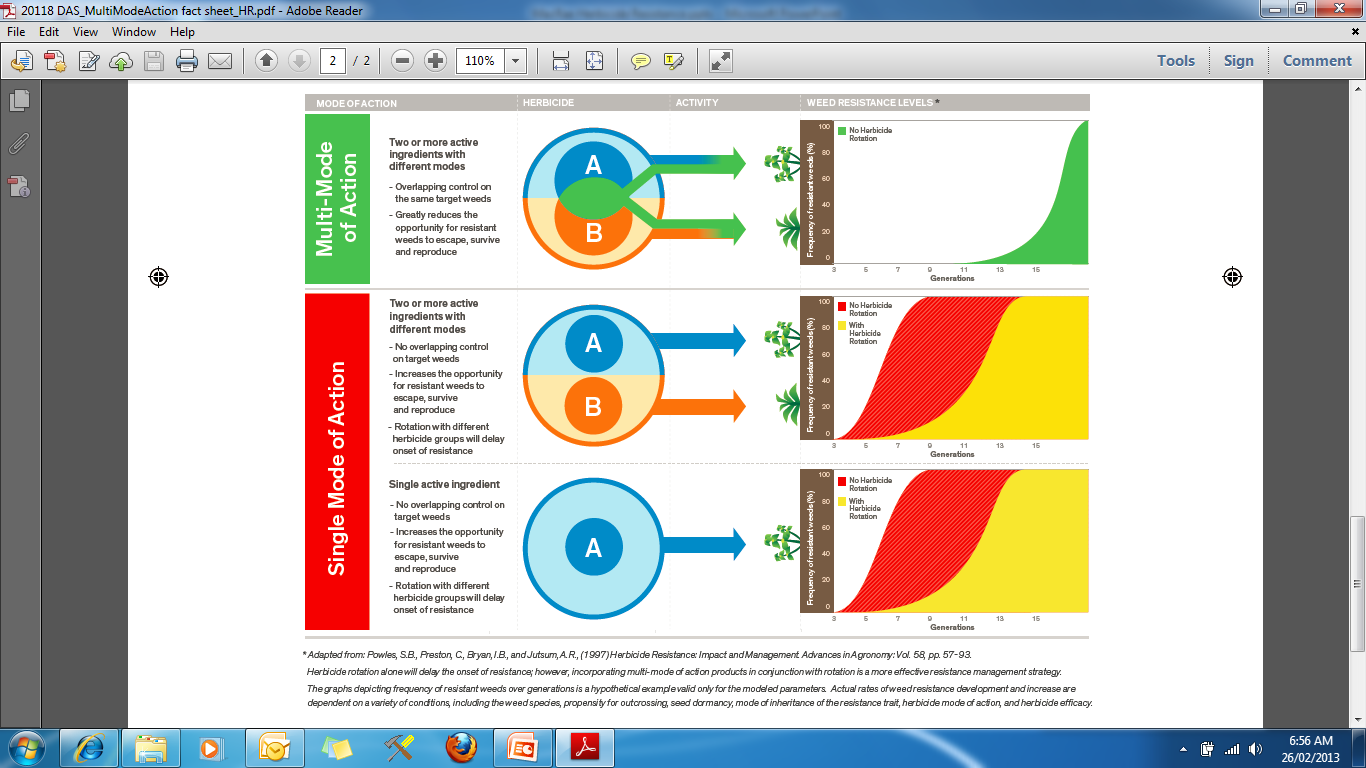 20118 DAS_MultiModeAction fact sheet_HR.pdf - Adobe Reader
File Edit View Window Help
2 / 2 110% Tools Sign Comment
MODE OF ACTION HERBICIDE ACTIVITY WEED RESISTANCE LEVELS *
Multi-Mode
of Action
Two or more active
ingredients with
different modes
- Overlapping control on
the same target weeds
- Greatly reduces the
opportunity for resistant
weeds to escape, survive
and reproduce
A
B
Frequency of resistant weeds (%)
100
80
60
40
20
0
No Herbicide
Rotation
3 5 7 9 11 13 15
Generations
Single Mode of Action
Two or more active
ingredients with
different modes
- No overlapping control
on target weeds
- Increases the opportunity
for resistant weeds to
escape, survive
and reproduce
- Rotation with different
herbicide groups will delay
onset of resistance
A
B
Frequency of resistant weeds (%)
100
80
60
40
20
0
No Herbicide
Rotation
With
Herbicide
Rotation
3 5 7 9 11 13 15
Generations
Single active ingredient
- No overlapping control on
target weeds
- Increases the opportunity
for resistant weeds to
escape, survive
and reproduce
- Rotation with different
herbicide groups will delay
onset of resistance
A
Frequency of resistant weeds (%)
100
80
60
40
20
0
No Herbicide
Rotation
With
Herbicide
Rotation
3 5 7 9 11 13 15
Generations
* Adapted from: Powles, S.B., Preston, C., Bryan, I.B., and Jutsum, A.R., (1997) Herbicide Resistance: Impact and Management. Advances in Agronomy: Vol. 58, pp. 57-93.
Herbicide rotation alone will delay the onset of resistance; however, incorporating multi-mode of action products in conjunction with rotation is a more effective resistance management strategy.
The graphs depicting frequency of resistant weeds over generations is a hypothetical example valid only for the modeled parameters. Actual rates of weed resistance development and increase are
dependent on a variety of conditions, including the weed species, propensity for outcrossing, seed dormancy, mode of inheritance of the resistance trait, herbicide mode of action, and herbicide efficacy.
6:56 AM
26/02/2013